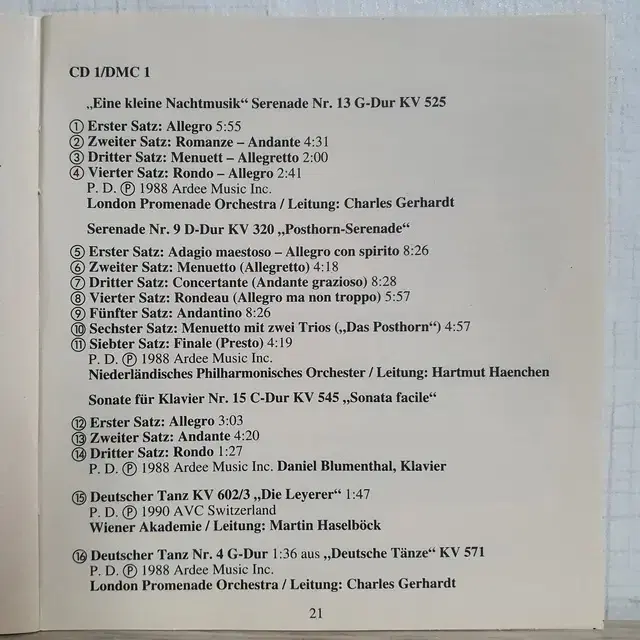 CD 1/DMC 1
„Eine kleine Nachtmusik“ Serenade Nr. 13 G-Dur KV 525
① Erster Satz: Allegro 5:55
② Zweiter Satz: Romanze – Andante 4:31
③ Dritter Satz: Menuett – Allegretto 2:00
④ Vierter Satz: Rondo – Allegro 2:41
P. D. Ⓟ 1988 Ardee Music Inc.
London Promenade Orchestra / Leitung: Charles Gerhardt
Serenade Nr. 9 D-Dur KV 320 „Posthorn-Serenade“
⑤ Erster Satz: Adagio maestoso – Allegro con spirito 8:26
⑥ Zweiter Satz: Menuetto (Allegretto) 4:18
⑦ Dritter Satz: Concertante (Andante grazioso) 8:28
⑧ Vierter Satz: Rondeau (Allegro ma non troppo) 5:57
⑨ Fünfter Satz: Andantino 8:26
⑩ Sechster Satz: Menuetto mit zwei Trios („Das Posthorn“) 4:57
⑪ Siebter Satz: Finale (Presto) 4:19
P. D. Ⓟ 1988 Ardee Music Inc.
Niederländisches Philharmonisches Orchester / Leitung: Hartmut Haenchen
Sonate für Klavier Nr. 15 C-Dur KV 545 „Sonata facile“
⑫ Erster Satz: Allegro 3:03
⑬ Zweiter Satz: Andante 4:20
⑭ Dritter Satz: Rondo 1:27
P. D. Ⓟ 1988 Ardee Music Inc. Daniel Blumenthal, Klavier
⑮ Deutscher Tanz KV 602/3 „Die Leyerer“ 1:47
P. D. Ⓟ 1990 AVC Switzerland
Wiener Akademie / Leitung: Martin Haselböck
⑯ Deutscher Tanz Nr. 4 G-Dur 1:36 aus „Deutsche Tänze“ KV 571
P. D. Ⓟ 1988 Ardee Music Inc.
London Promenade Orchestra / Leitung: Charles Gerhardt
21